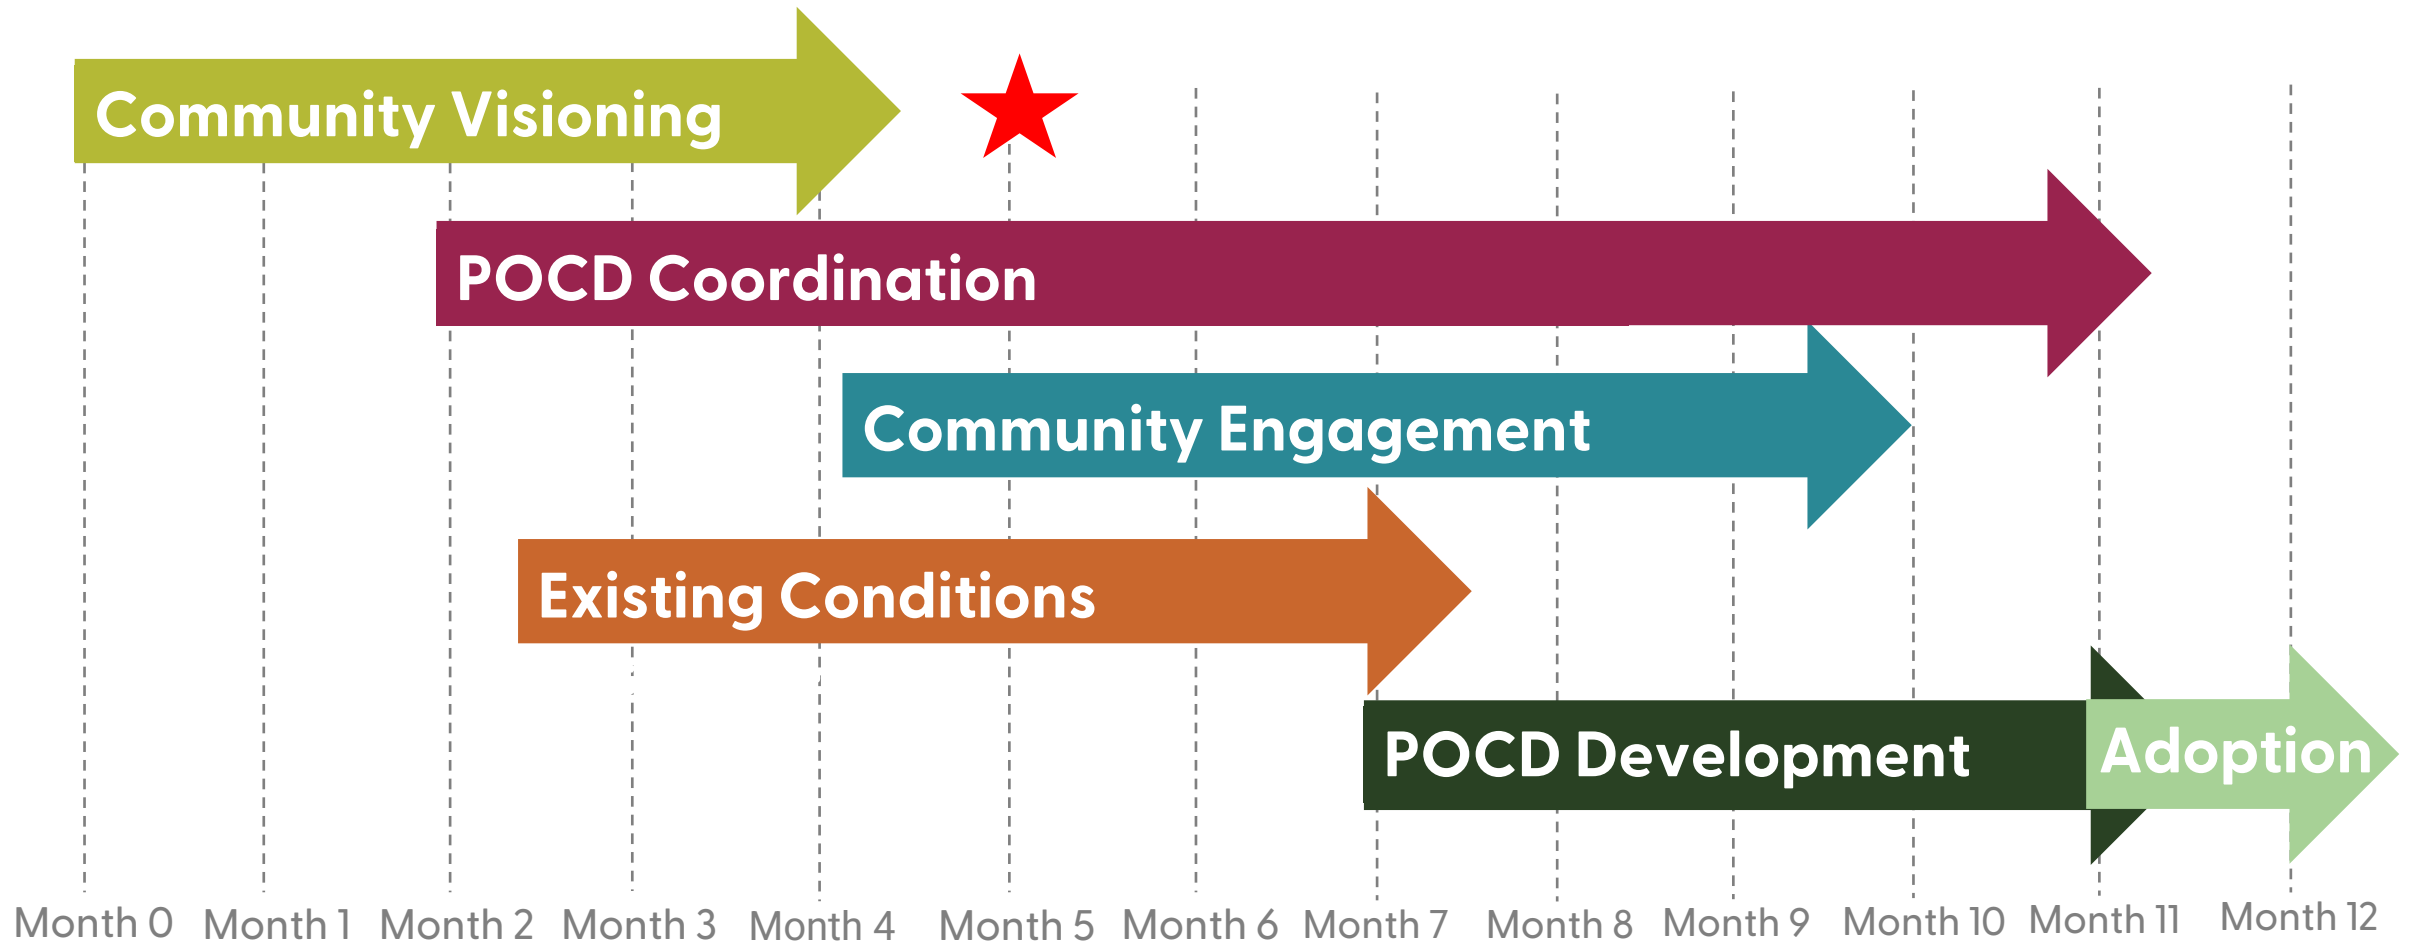 Community Visioning
POCD Coordination
Community Engagement
Existing Conditions
POCD Development
Adoption
Month 0
Month 1
Month 2
Month 3
Month 4
Month 5
Month 6
Month 7
Month 8
Month 9
Month 10
Month 11
Month 12